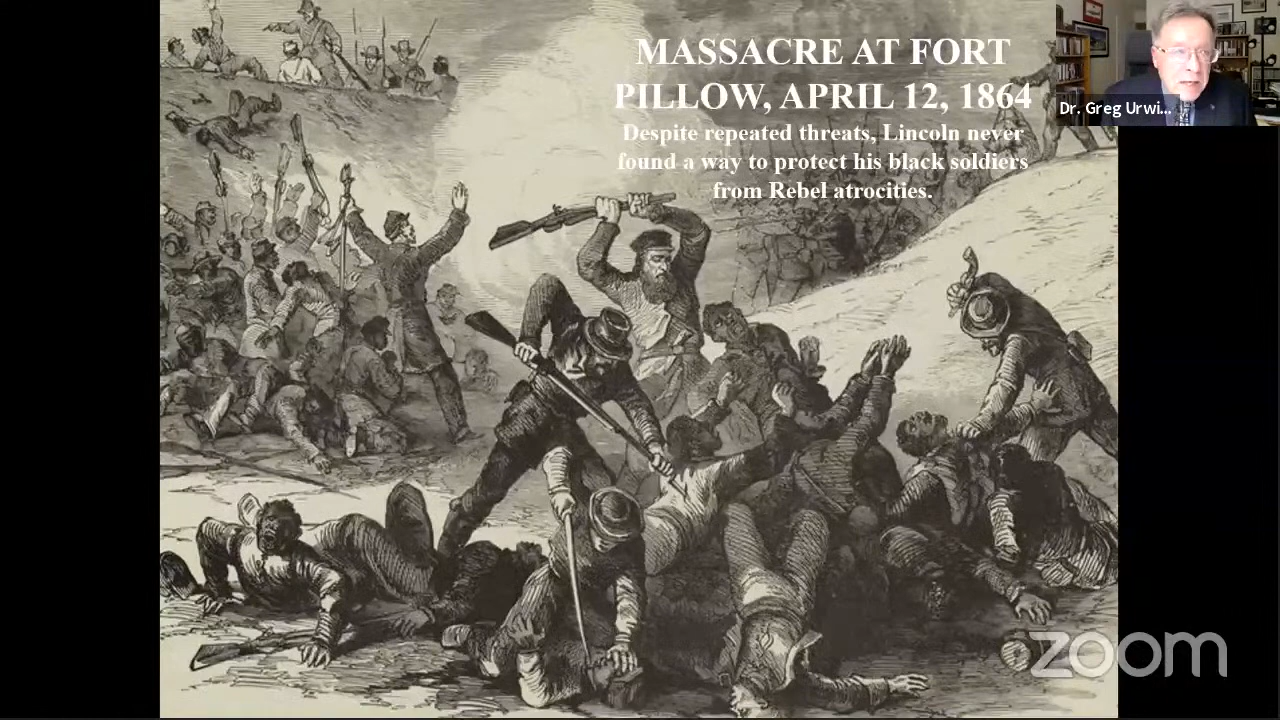 MASSACRE AT FORT
PILLOW, APRIL 12, 1864
Despite repeated threats, Lincoln never
found a way to protect his black soldiers
from Rebel atrocities.
Dr. Greg Urwi...
zoom